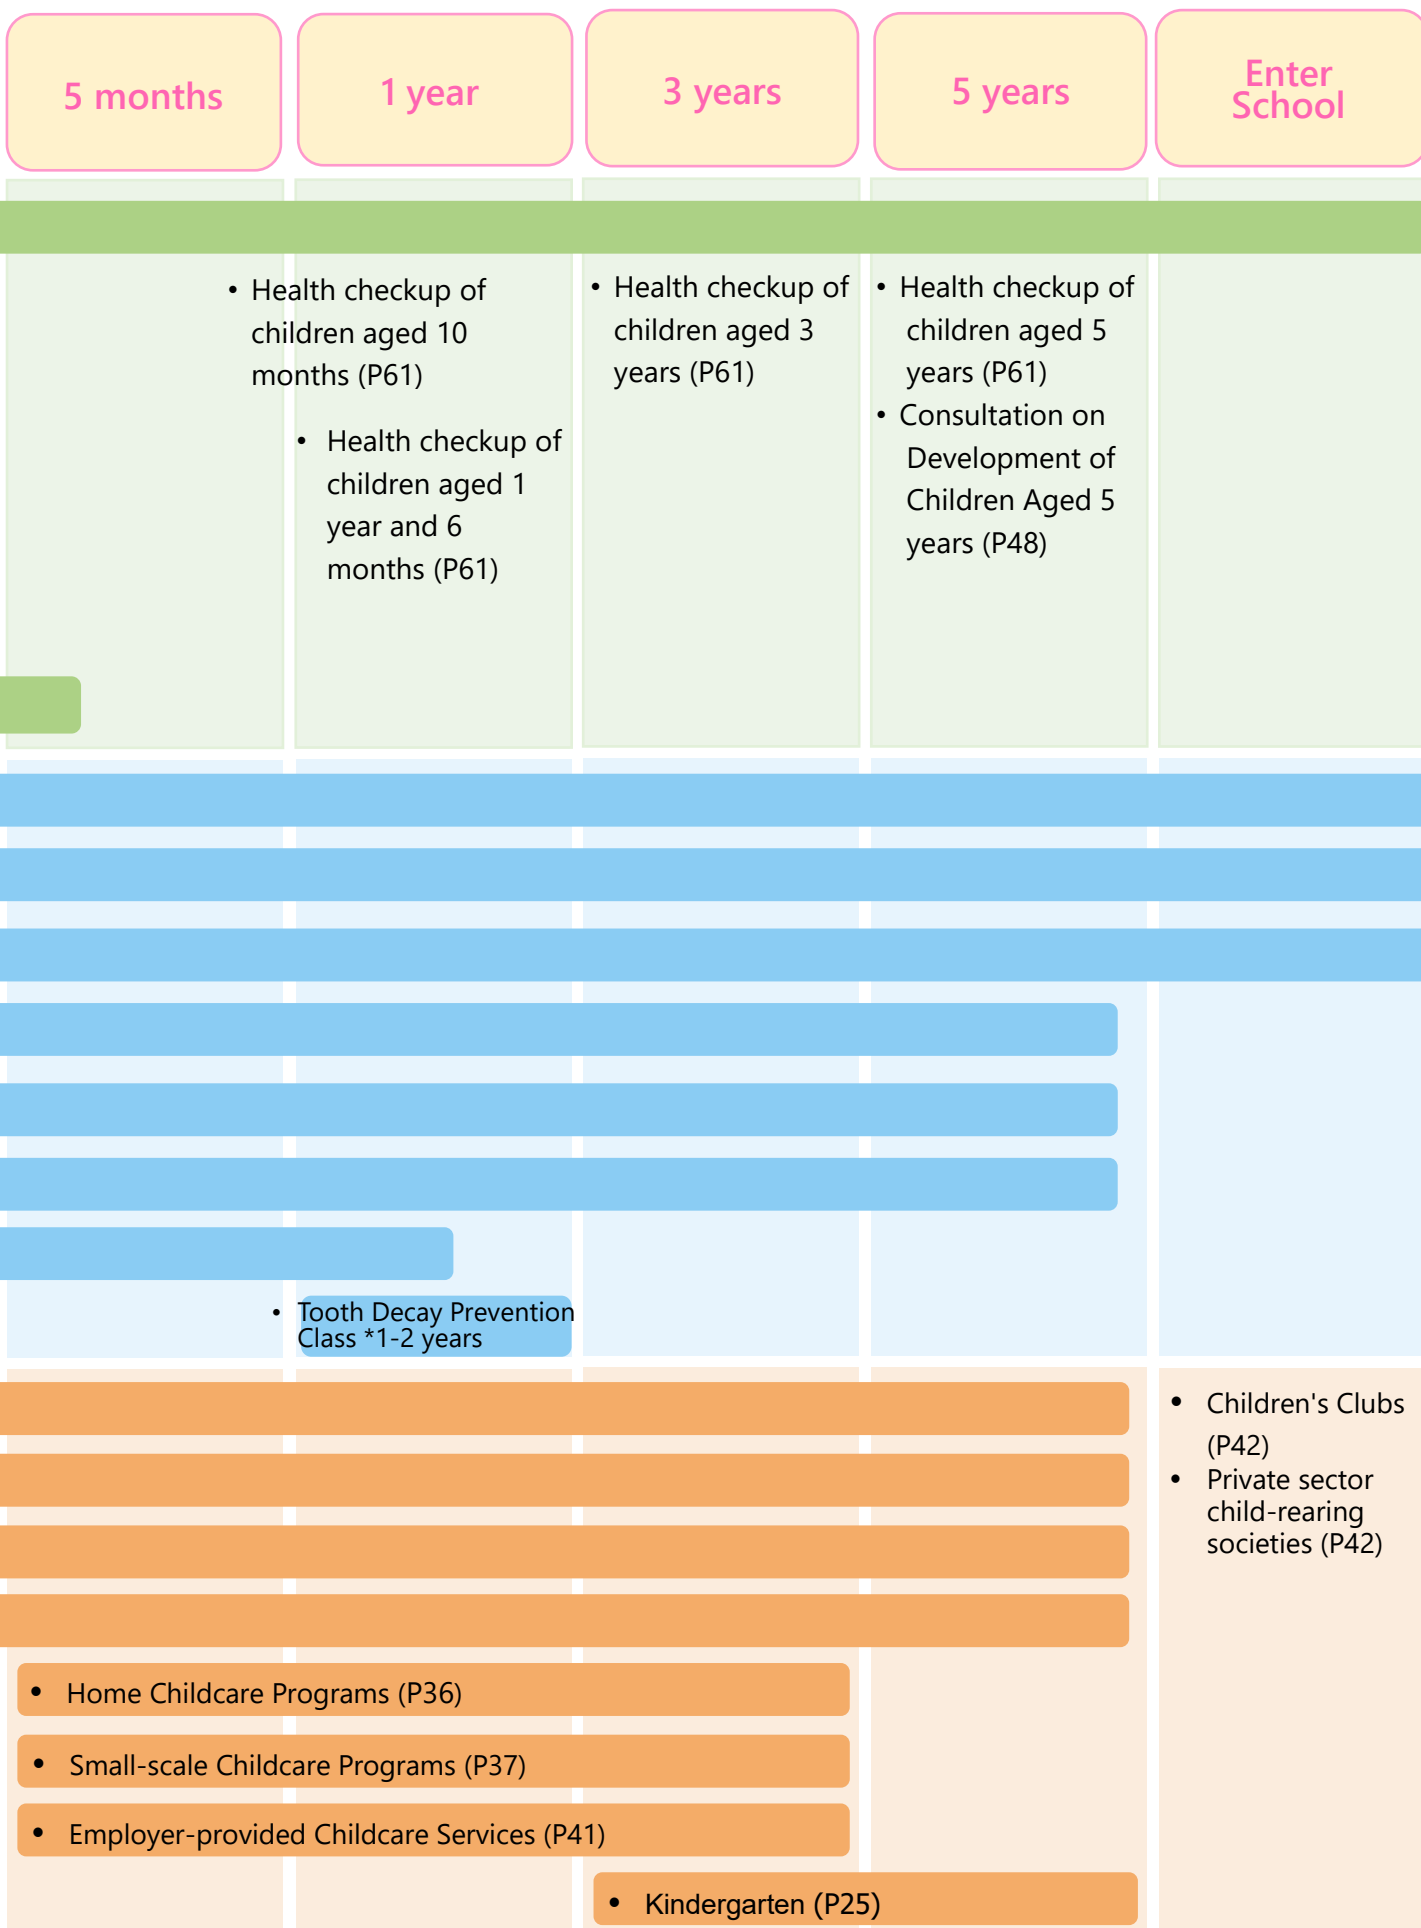 5 months
1 year
3 years
5 years
Enter
School
• Health checkup of
children aged 10
months (P61)
• Health checkup of
children aged 1
year and 6
months (P61)
• Health checkup of
children aged 3
years (P61)
• Health checkup of
children aged 5
years (P61)
• Consultation on
Development of
Children Aged 5
years (P48)
• Tooth Decay Prevention
Class *1-2 years
• Children's Clubs
(P42)
• Private sector
child-rearing
societies (P42)
• Home Childcare Programs (P36)
• Small-scale Childcare Programs (P37)
• Employer-provided Childcare Services (P41)
• Kindergarten (P25)